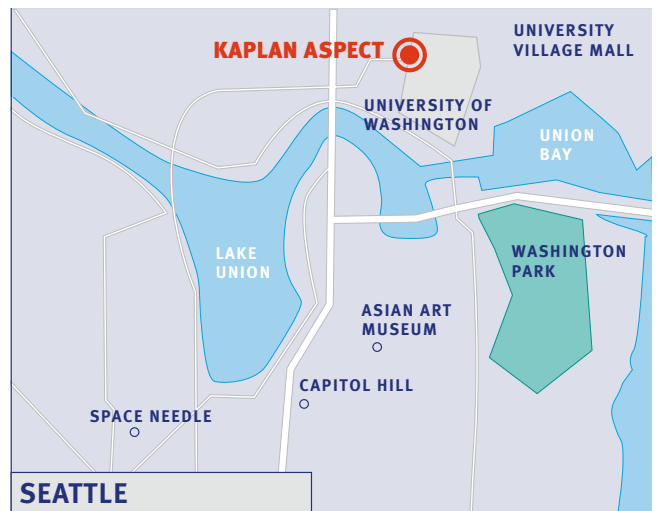 UNIVERSITY
VILLAGE MALL
KAPLAN ASPECT
UNIVERSITY OF
WASHINGTON
UNION
BAY
LAKE
UNION
WASHINGTON
PARK
ASIAN ART
MUSEUM
CAPITOL HILL
SPACE NEEDLE
SEATTLE